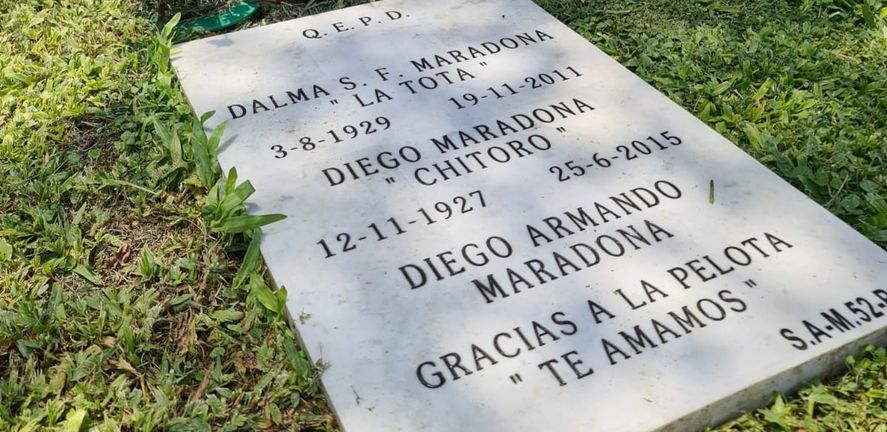 Q. E. P. D.
DALMA S. F. MARADONA
" LA TOTA "
3-8-1929 19-11-2011
DIEGO MARADONA
" CHITORO "
12-11-1927 25-6-2015
DIEGO ARMANDO
MARADONA
GRACIAS A LA PELOTA
" TE AMAMOS "
S.A-M.52-P